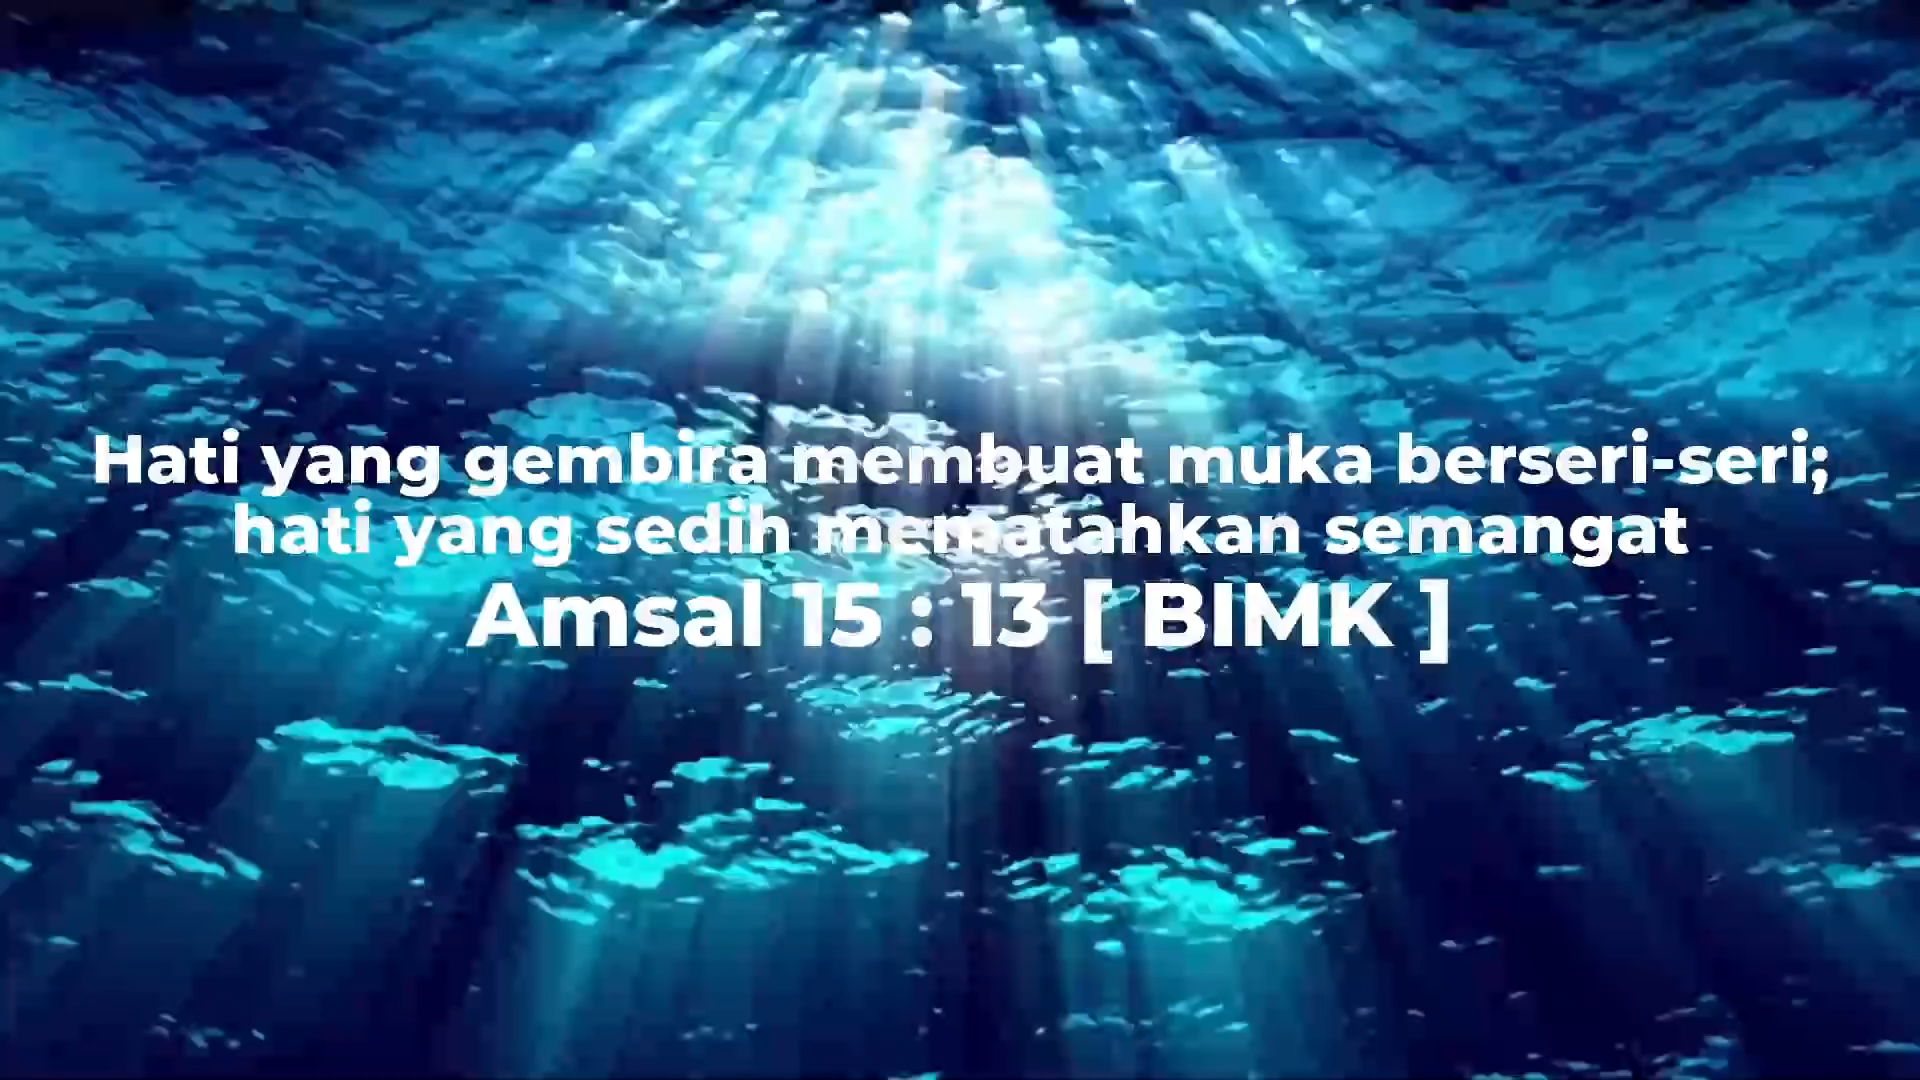 Hati yang gembira membuat muka berseri-seri;
hati yang sedih mematahkan semangat
Amsal 15 : 13 [ BIMK ]